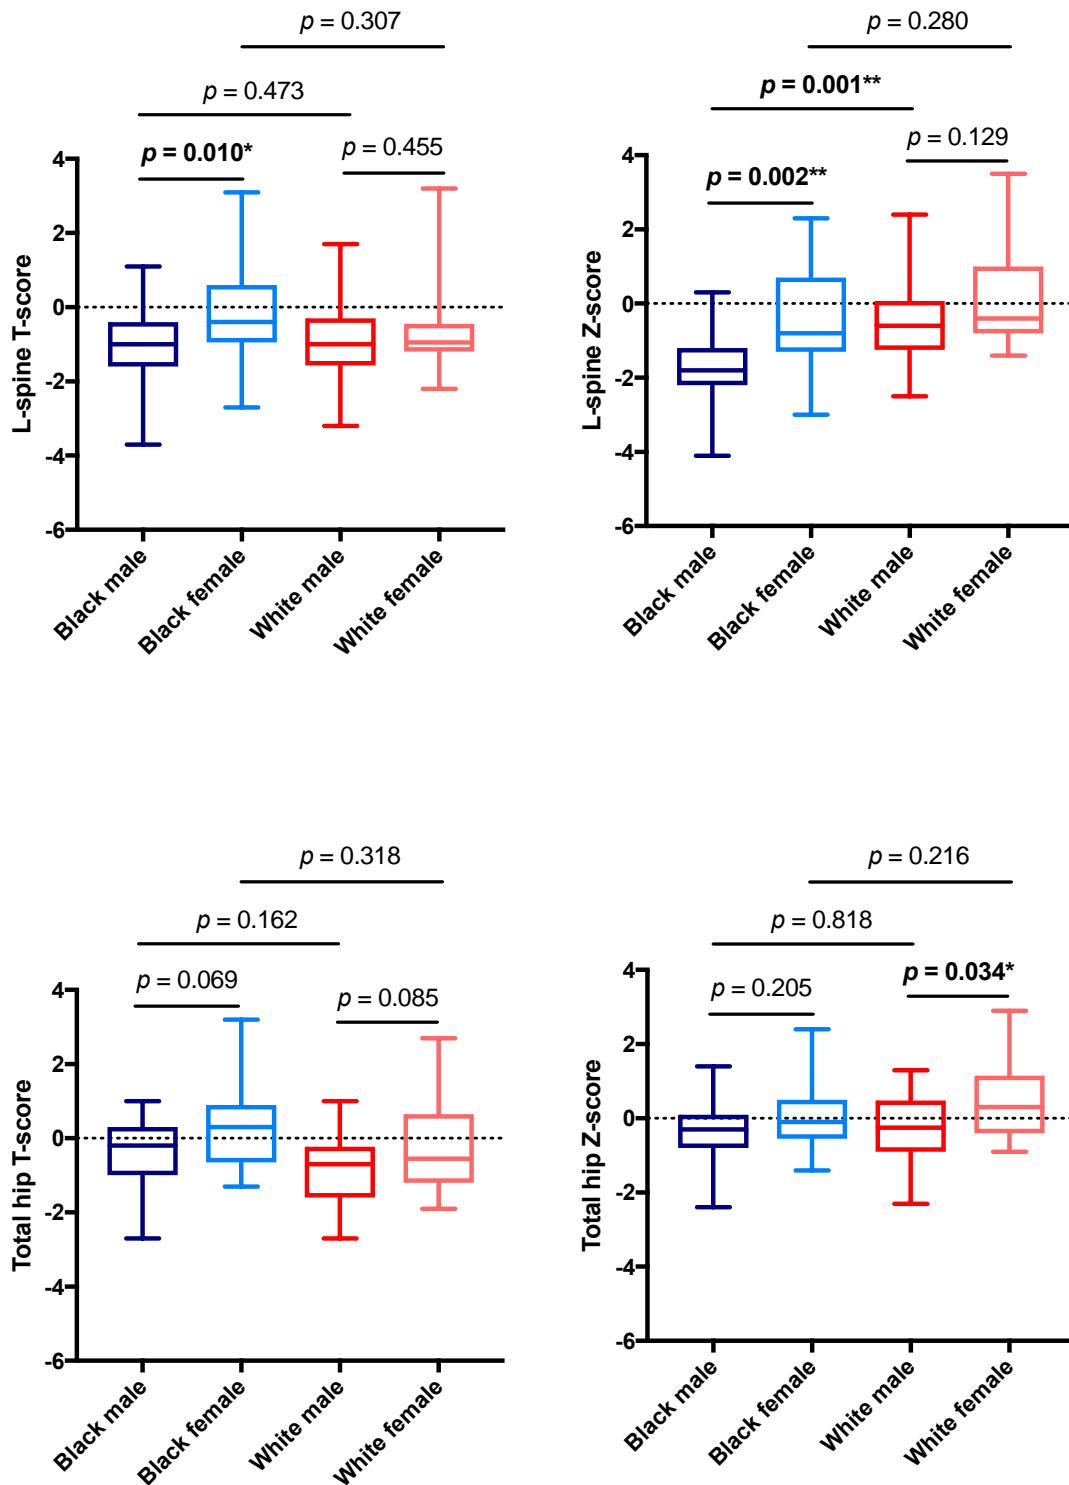 p = 0.307
p = 0.473
p = 0.010*
p = 0.455
L-spine T-score
4
2
0
-2
-4
-6
Black male
Black female
White male
White female
p = 0.280
p = 0.001**
p = 0.129
p = 0.002**
L-spine Z-score
4
2
0
-2
-4
-6
Black male
Black female
White male
White female
p = 0.318
p = 0.162
p = 0.069
p = 0.085
Total hip T-score
4
2
0
-2
-4
-6
Black male
Black female
White male
White female
p = 0.216
p = 0.818
p = 0.034*
p = 0.205
Total hip Z-score
4
2
0
-2
-4
-6
Black male
Black female
White male
White female